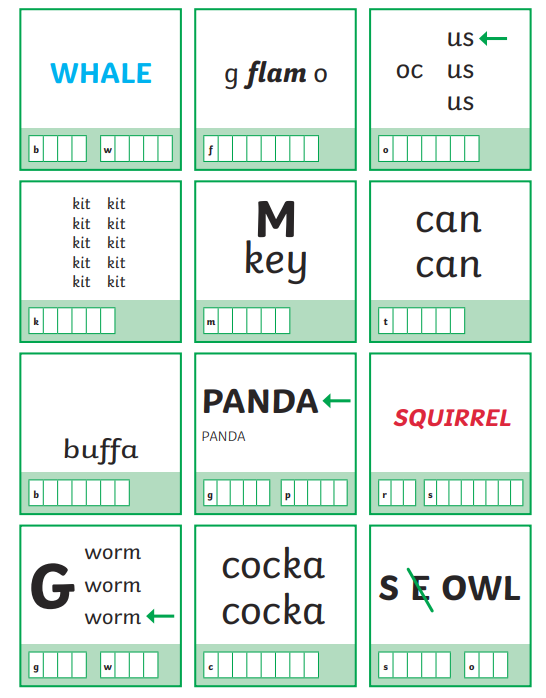 WHALE
b w
g flam o
f
us
oc us
us
o
kit kit
kit kit
kit kit
kit kit
kit kit
k
M
key
m
can
can
t
buffa
b
PANDA
PANDA
g p
SQUIRREL
r s
worm
G worm
worm
g w
cocka
cocka
c
S E OWL
s o